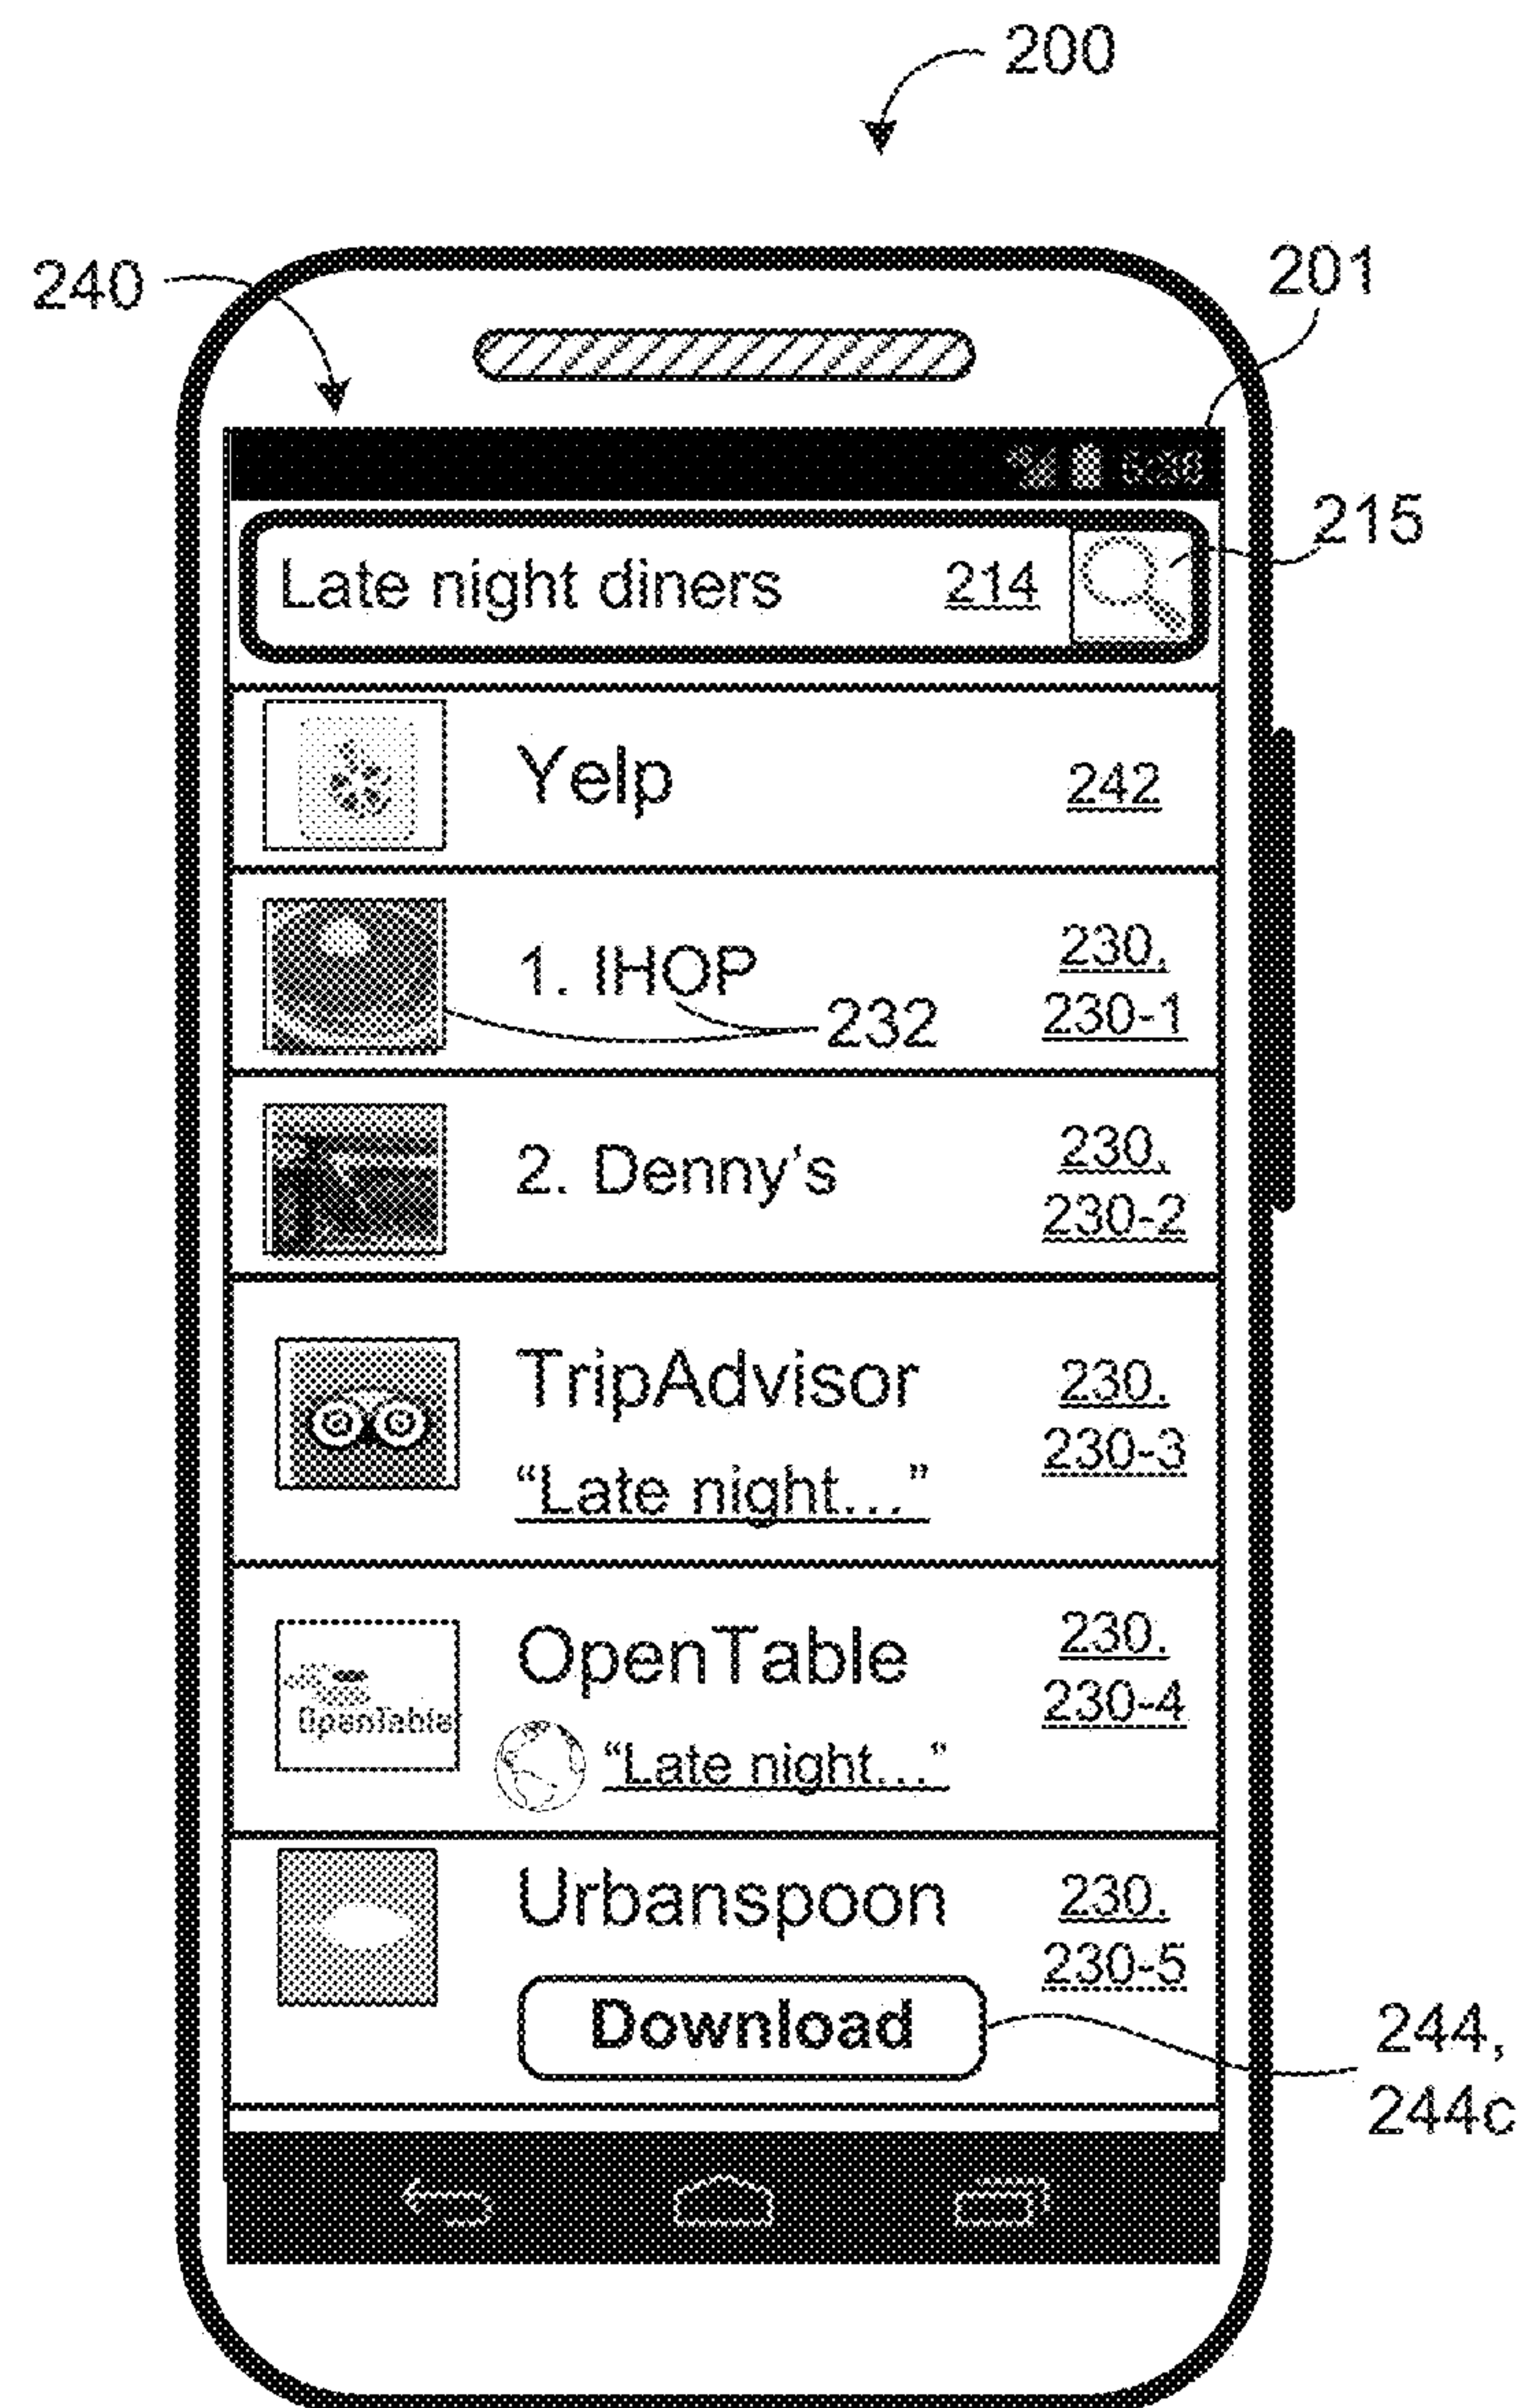 200
240
201
215
Late night diners 214
Yelp 242
1. IHOP 230,
230-1
232
2. Denny's 230,
230-2
TripAdvisor 230.
230-3
“Late night...”
OpenTable 230.
230-4
OpenTable
“Late night...“
Urbanspoon 230.
230-5
Download
244,
244c